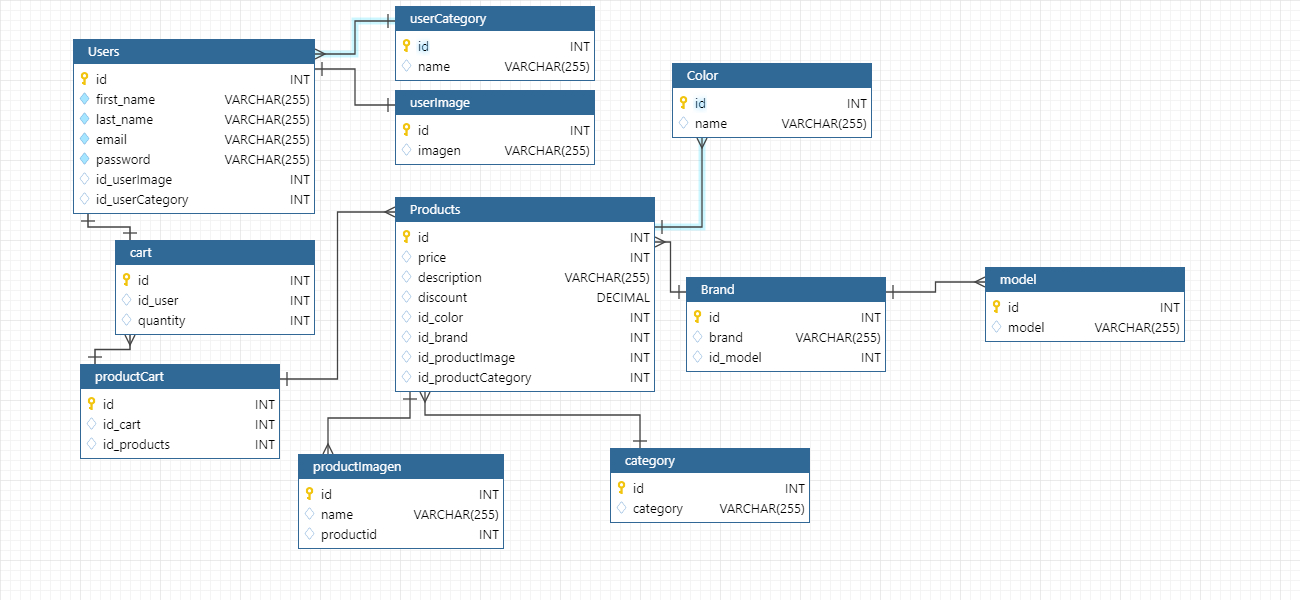 Users
id INT
first_name VARCHAR(255)
last_name VARCHAR(255)
email VARCHAR(255)
password VARCHAR(255)
id_userImage INT
id_userCategory INT
userCategory
id INT
name VARCHAR(255)
userImage
id INT
imagen VARCHAR(255)
Color
id INT
name VARCHAR(255)
cart
id INT
id_user INT
quantity INT
Products
id INT
price INT
description VARCHAR(255)
discount DECIMAL
id_color INT
id_brand INT
id_productImage INT
id_productCategory INT
Brand
id INT
brand VARCHAR(255)
id_model INT
model
id INT
model VARCHAR(255)
productCart
id INT
id_cart INT
id_products INT
productImagen
id INT
name VARCHAR(255)
productid INT
category
id INT
category VARCHAR(255)